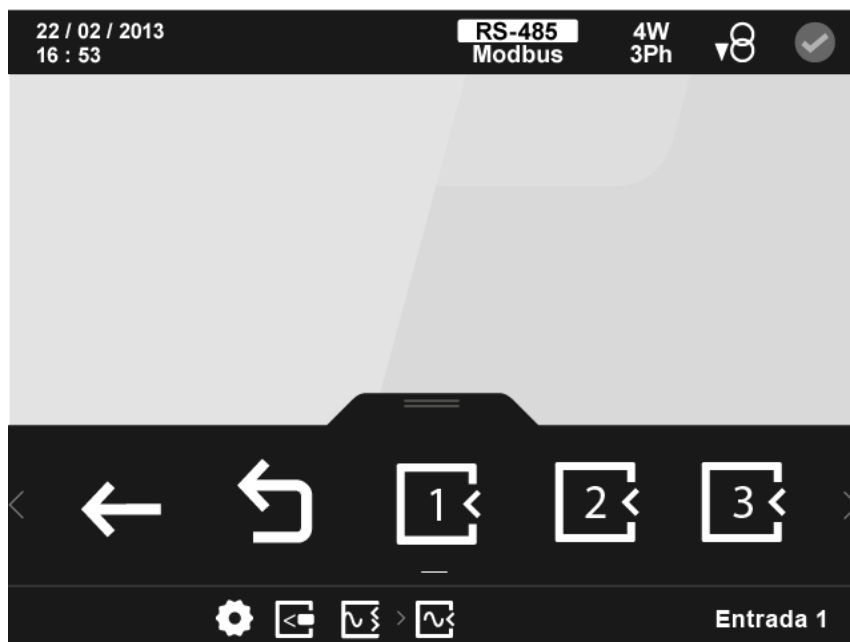 22 / 02 / 2013
16 : 53
RS-485
Modbus
4W
3Ph
1
2
3
Entrada 1